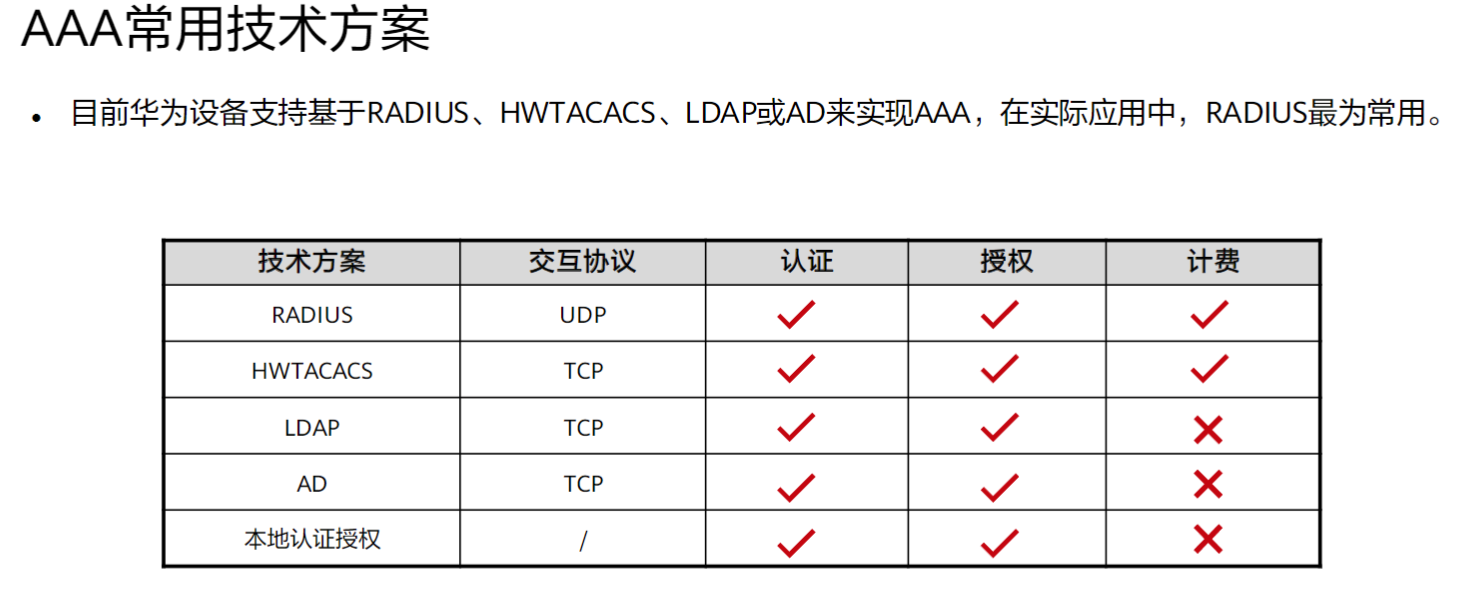 AAA常用技术方案
• 目前华为设备支持基于RADIUS、HWTACACS、LDAP或AD来实现AAA，在实际应用中，RADIUS最为常用。
技术方案 交互协议 认证 授权 计费
RADIUS UDP ✓ ✓ ✓
HWTACACS TCP ✓ ✓ ✓
LDAP TCP ✓ ✓ ✕
AD TCP ✓ ✓ ✕
本地认证授权 / ✓ ✓ ✕